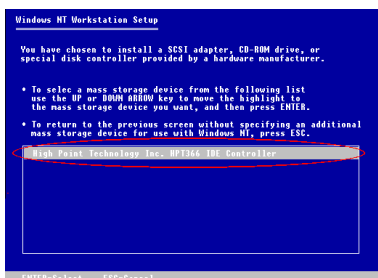 Windows NT Workstation Setup
You have chosen to install a SCSI adapter, CD-ROM drive, or
special disk controller provided by a hardware manufacturer.
• To selec a mass storage device from the following list
use the UP or DOWN ARROW key to move the highlight to
the mass storage device you want, and then press ENTER.
• To return to the previous screen without specifying an additional
mass storage device for use with Windows NT, press ESC.
High Point Technology Inc. HPT366 IDE Controller
ENTER=Select ESC=Cancel